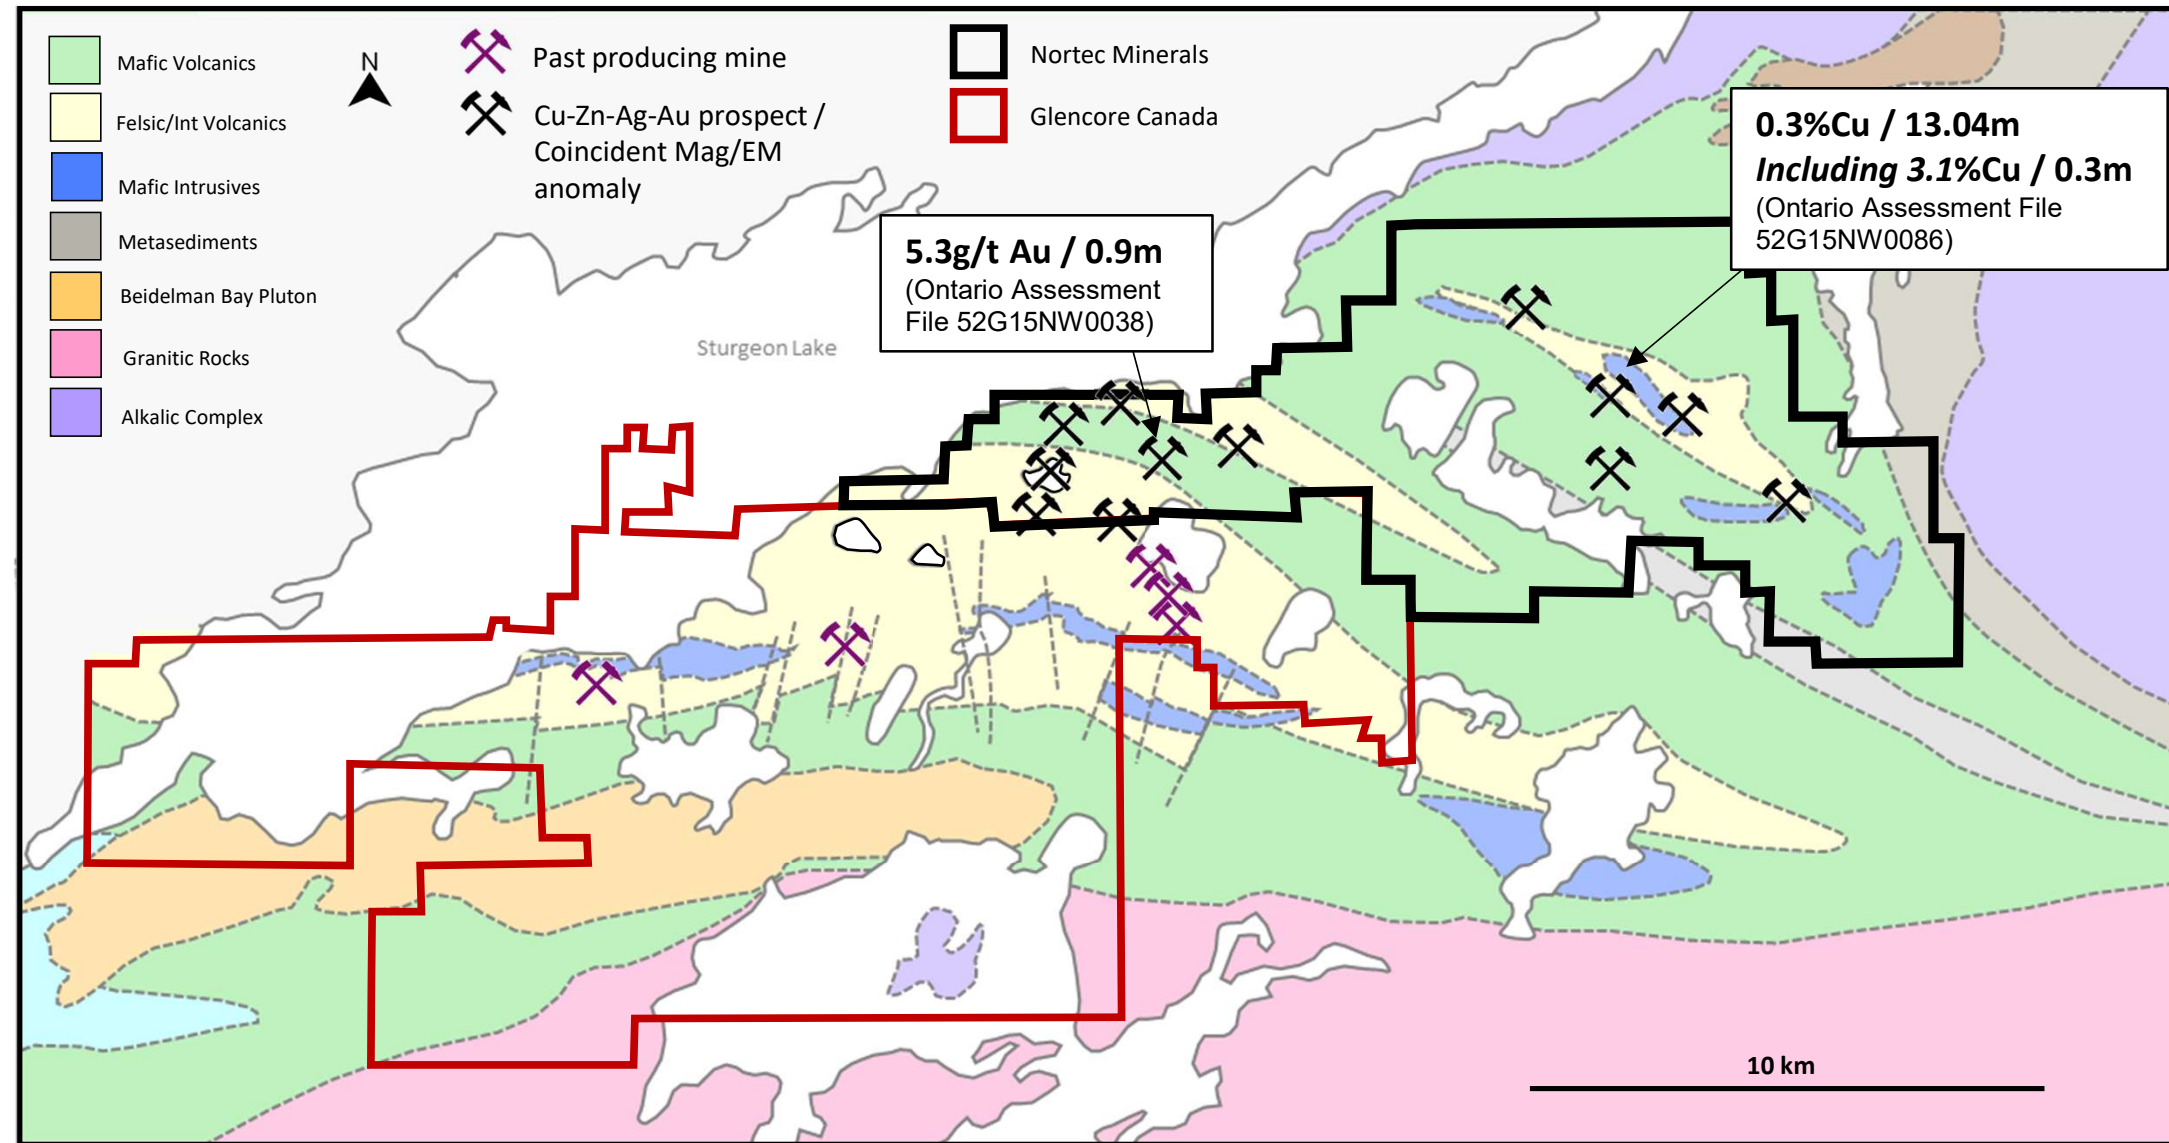 Mafic Volcanics
Felsic/Int Volcanics
Mafic Intrusives
Metasediments
Beidelman Bay Pluton
Granitic Rocks
Alkalic Complex
N
Past producing mine
Cu-Zn-Ag-Au prospect /
Coincident Mag/EM
anomaly
Nortec Minerals
Glencore Canada
0.3%Cu / 13.04m
Including 3.1%Cu / 0.3m
(Ontario Assessment File
52G15NW0086)
5.3g/t Au / 0.9m
(Ontario Assessment
File 52G15NW0038)
Sturgeon Lake
10 km